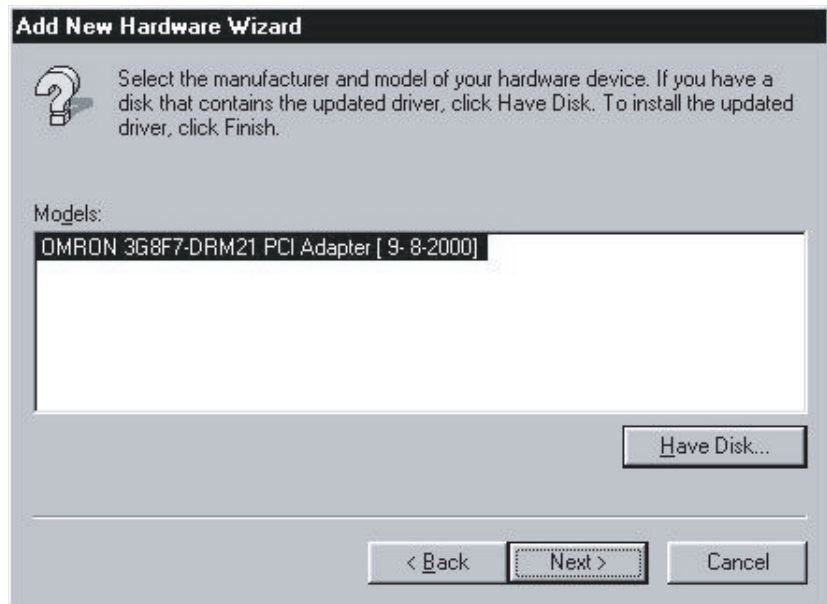 Add New Hardware Wizard
Select the manufacturer and model of your hardware device. If you have a
disk that contains the updated driver, click Have Disk. To install the updated
driver, click Finish.
Models:
OMRON 3G8F7-DRM21 PCI Adapter [ 9- 8-2000]
Have Disk...
< Back
Next >
Cancel